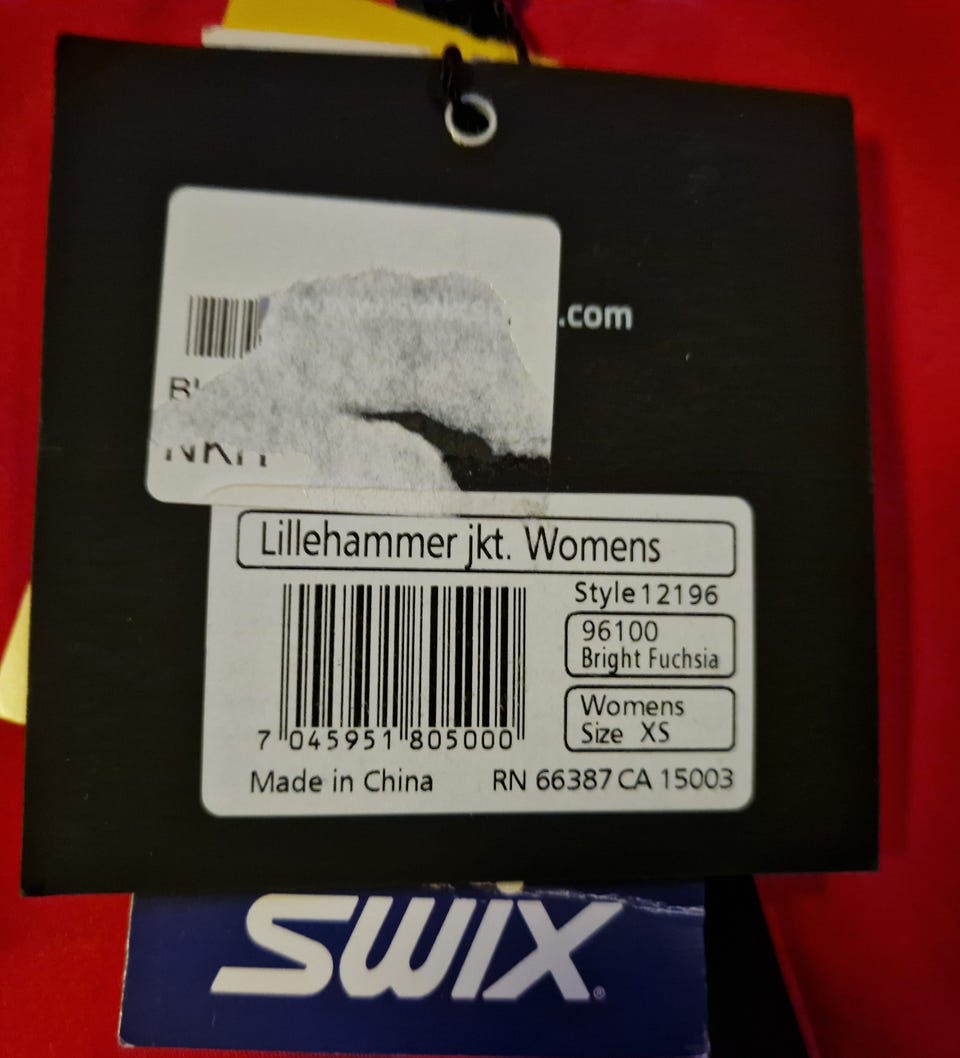 .com
Lillehammer jkt. Womens
Style 12196
96100
Bright Fuchsia
Womens
Size XS
7 045951 805000
Made in China RN 66387 CA 15003
SWIX®